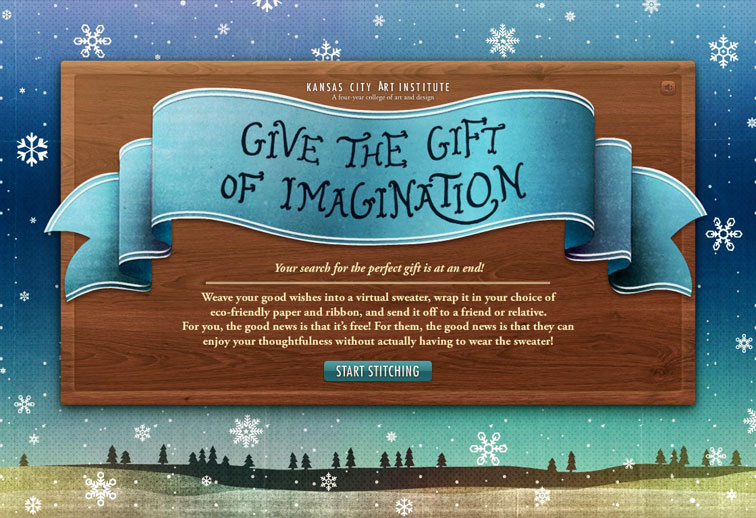 KANSAS CITY ART INSTITUTE
A four-year college of art and design
GIVE THE GIFT
OF IMAGINATION
Your search for the perfect gift is at an end!
Weave your good wishes into a virtual sweater, wrap it in your choice of
eco-friendly paper and ribbon, and send it off to a friend or relative.
For you, the good news is that it's free! For them, the good news is that they can
enjoy your thoughtfulness without actually having to wear the sweater!
START STITCHING